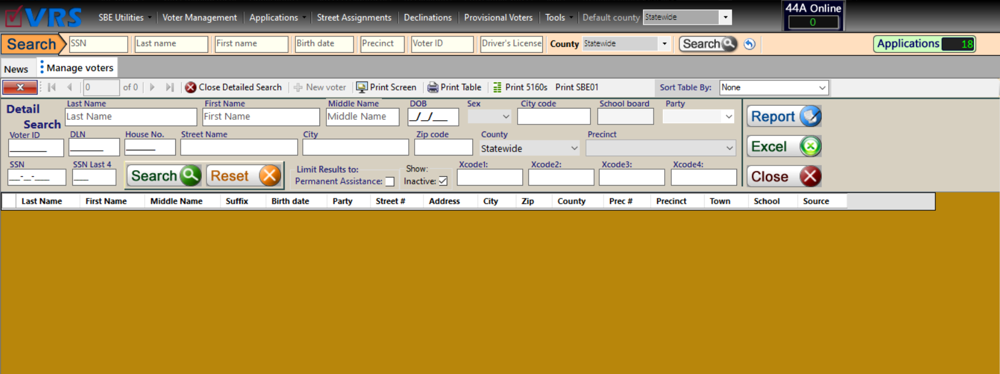 VRS SBE Utilities Voter Management Applications Street Assignments Declinations Provisional Voters Tools Default county Statewide 44A Online
0
Search SSN Last name First name Birth date Precinct Voter ID Driver's License County Statewide Search Applications 18
News Manage voters
X 0 of 0 Close Detailed Search New voter Print Screen Print Table Print 5160s Print SBE01 Sort Table By: None
Detail Last Name First Name Middle Name DOB Sex City code School board Party
Search Last Name First Name Middle Name _/_/___ Report
Voter ID DLN House No. Street Name City Zip code County Precinct
Statewide Excel
SSN SSN Last 4 Limit Results to: Show: Xcode1: Xcode2: Xcode3: Xcode4:
__-_-___ ___ Search Reset Permanent Assistance: Inactive: Close
Last Name First Name Middle Name Suffix Birth date Party Street # Address City Zip County Prec # Precinct Town School Source